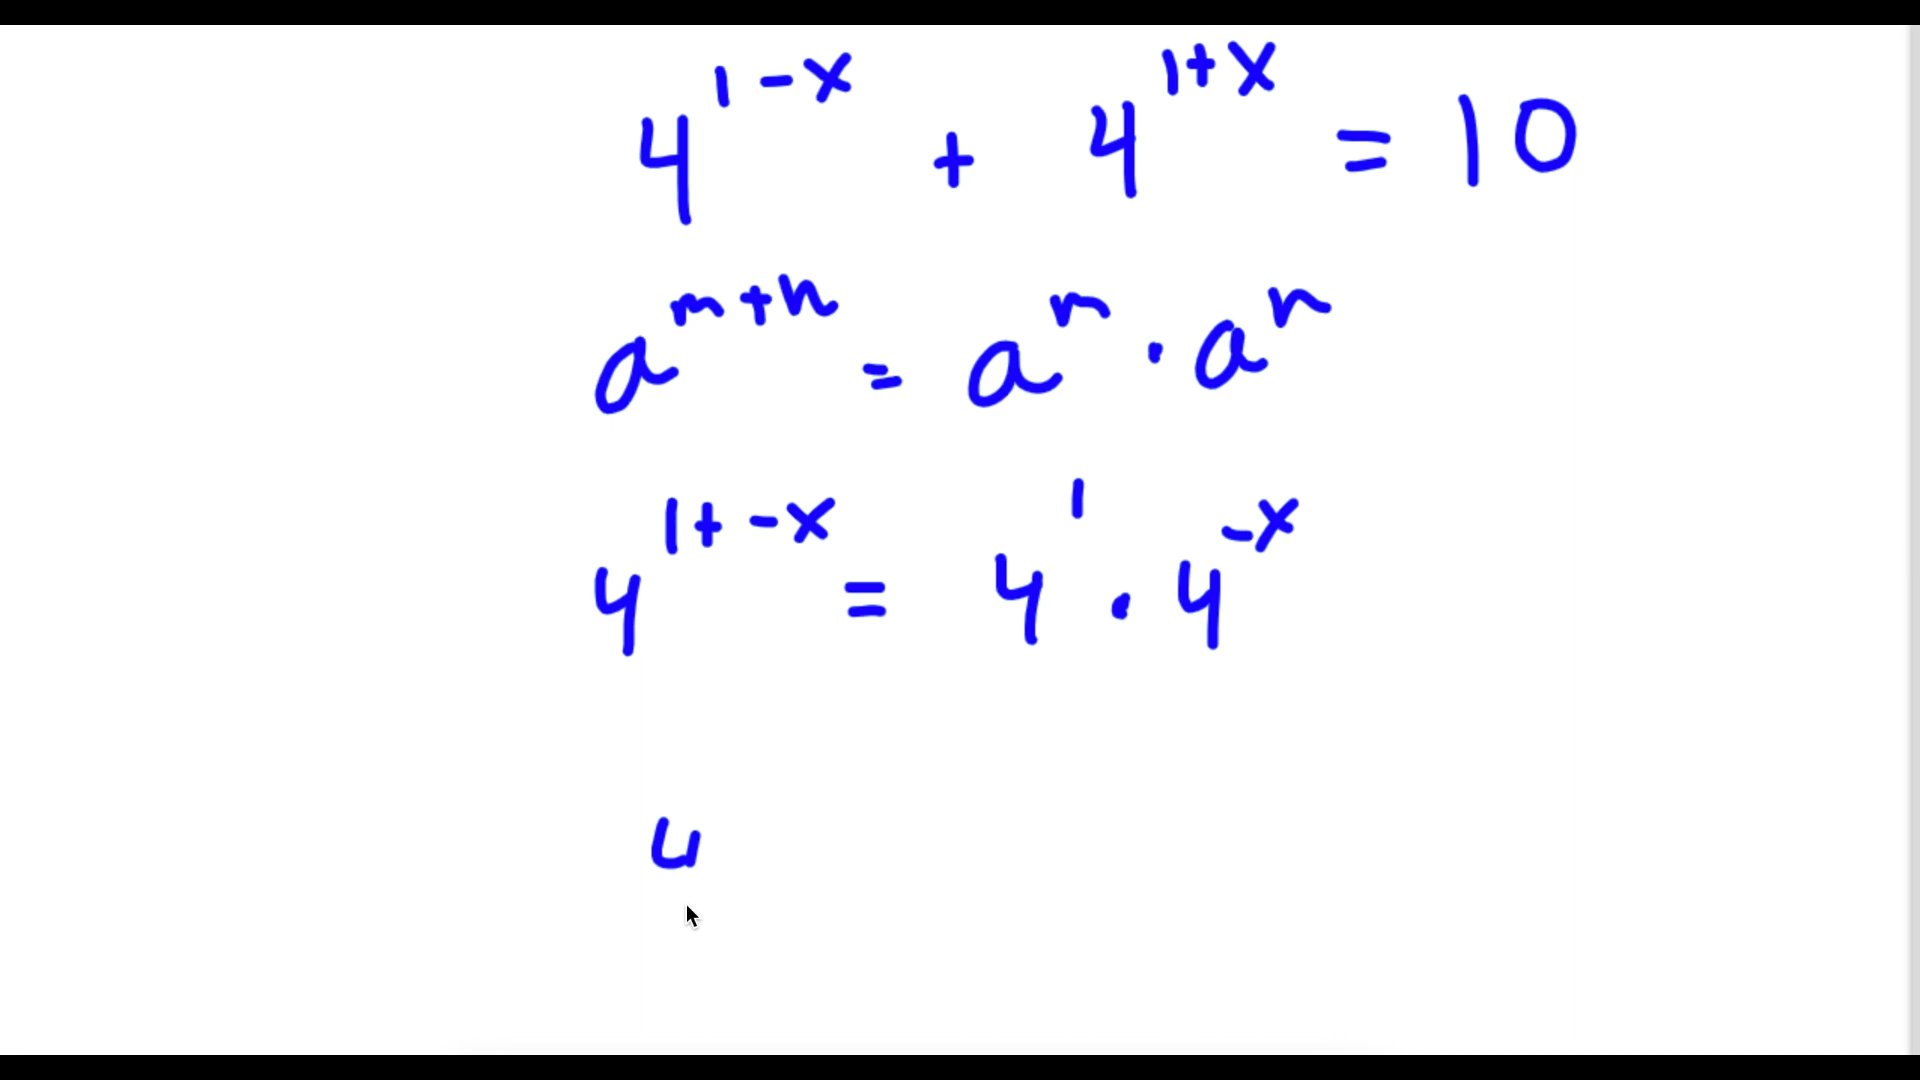 4^{1-x} + 4^{1+x} = 10
a^{m+n} = a^m · a^n
4^{1+-x} = 4^1 · 4^{-x}
4